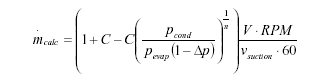 ṁ_calc = (1 + C − C(p_cond / (p_evap(1 − Δp)))^(1/n)) (V · RPM) / (v_suction · 60)